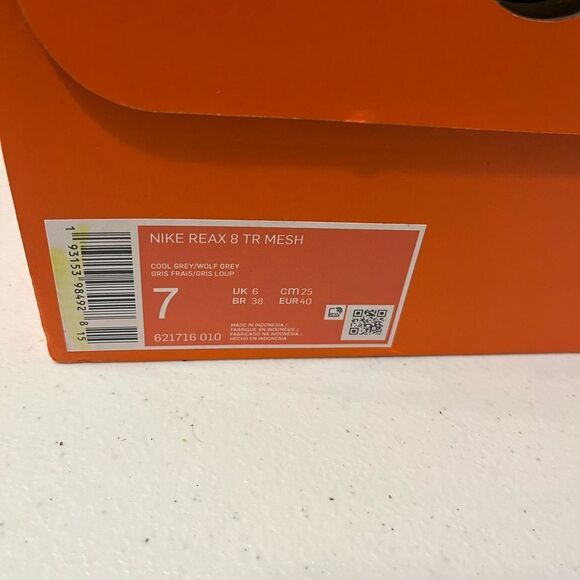 NIKE REAX 8 TR MESH
COOL GREY/WOLF GREY
GRIS FRAIS/GRIS LOUP
7
UK 6 CM 25
BR 38 EUR 40
621716 010
MADE IN INDONESIA /
FABRIQUÉ EN INDONÉSIE /
FABRICADO NA INDONÉSIA /
HECHO EN INDONESIA
1 93153 98492 8 15